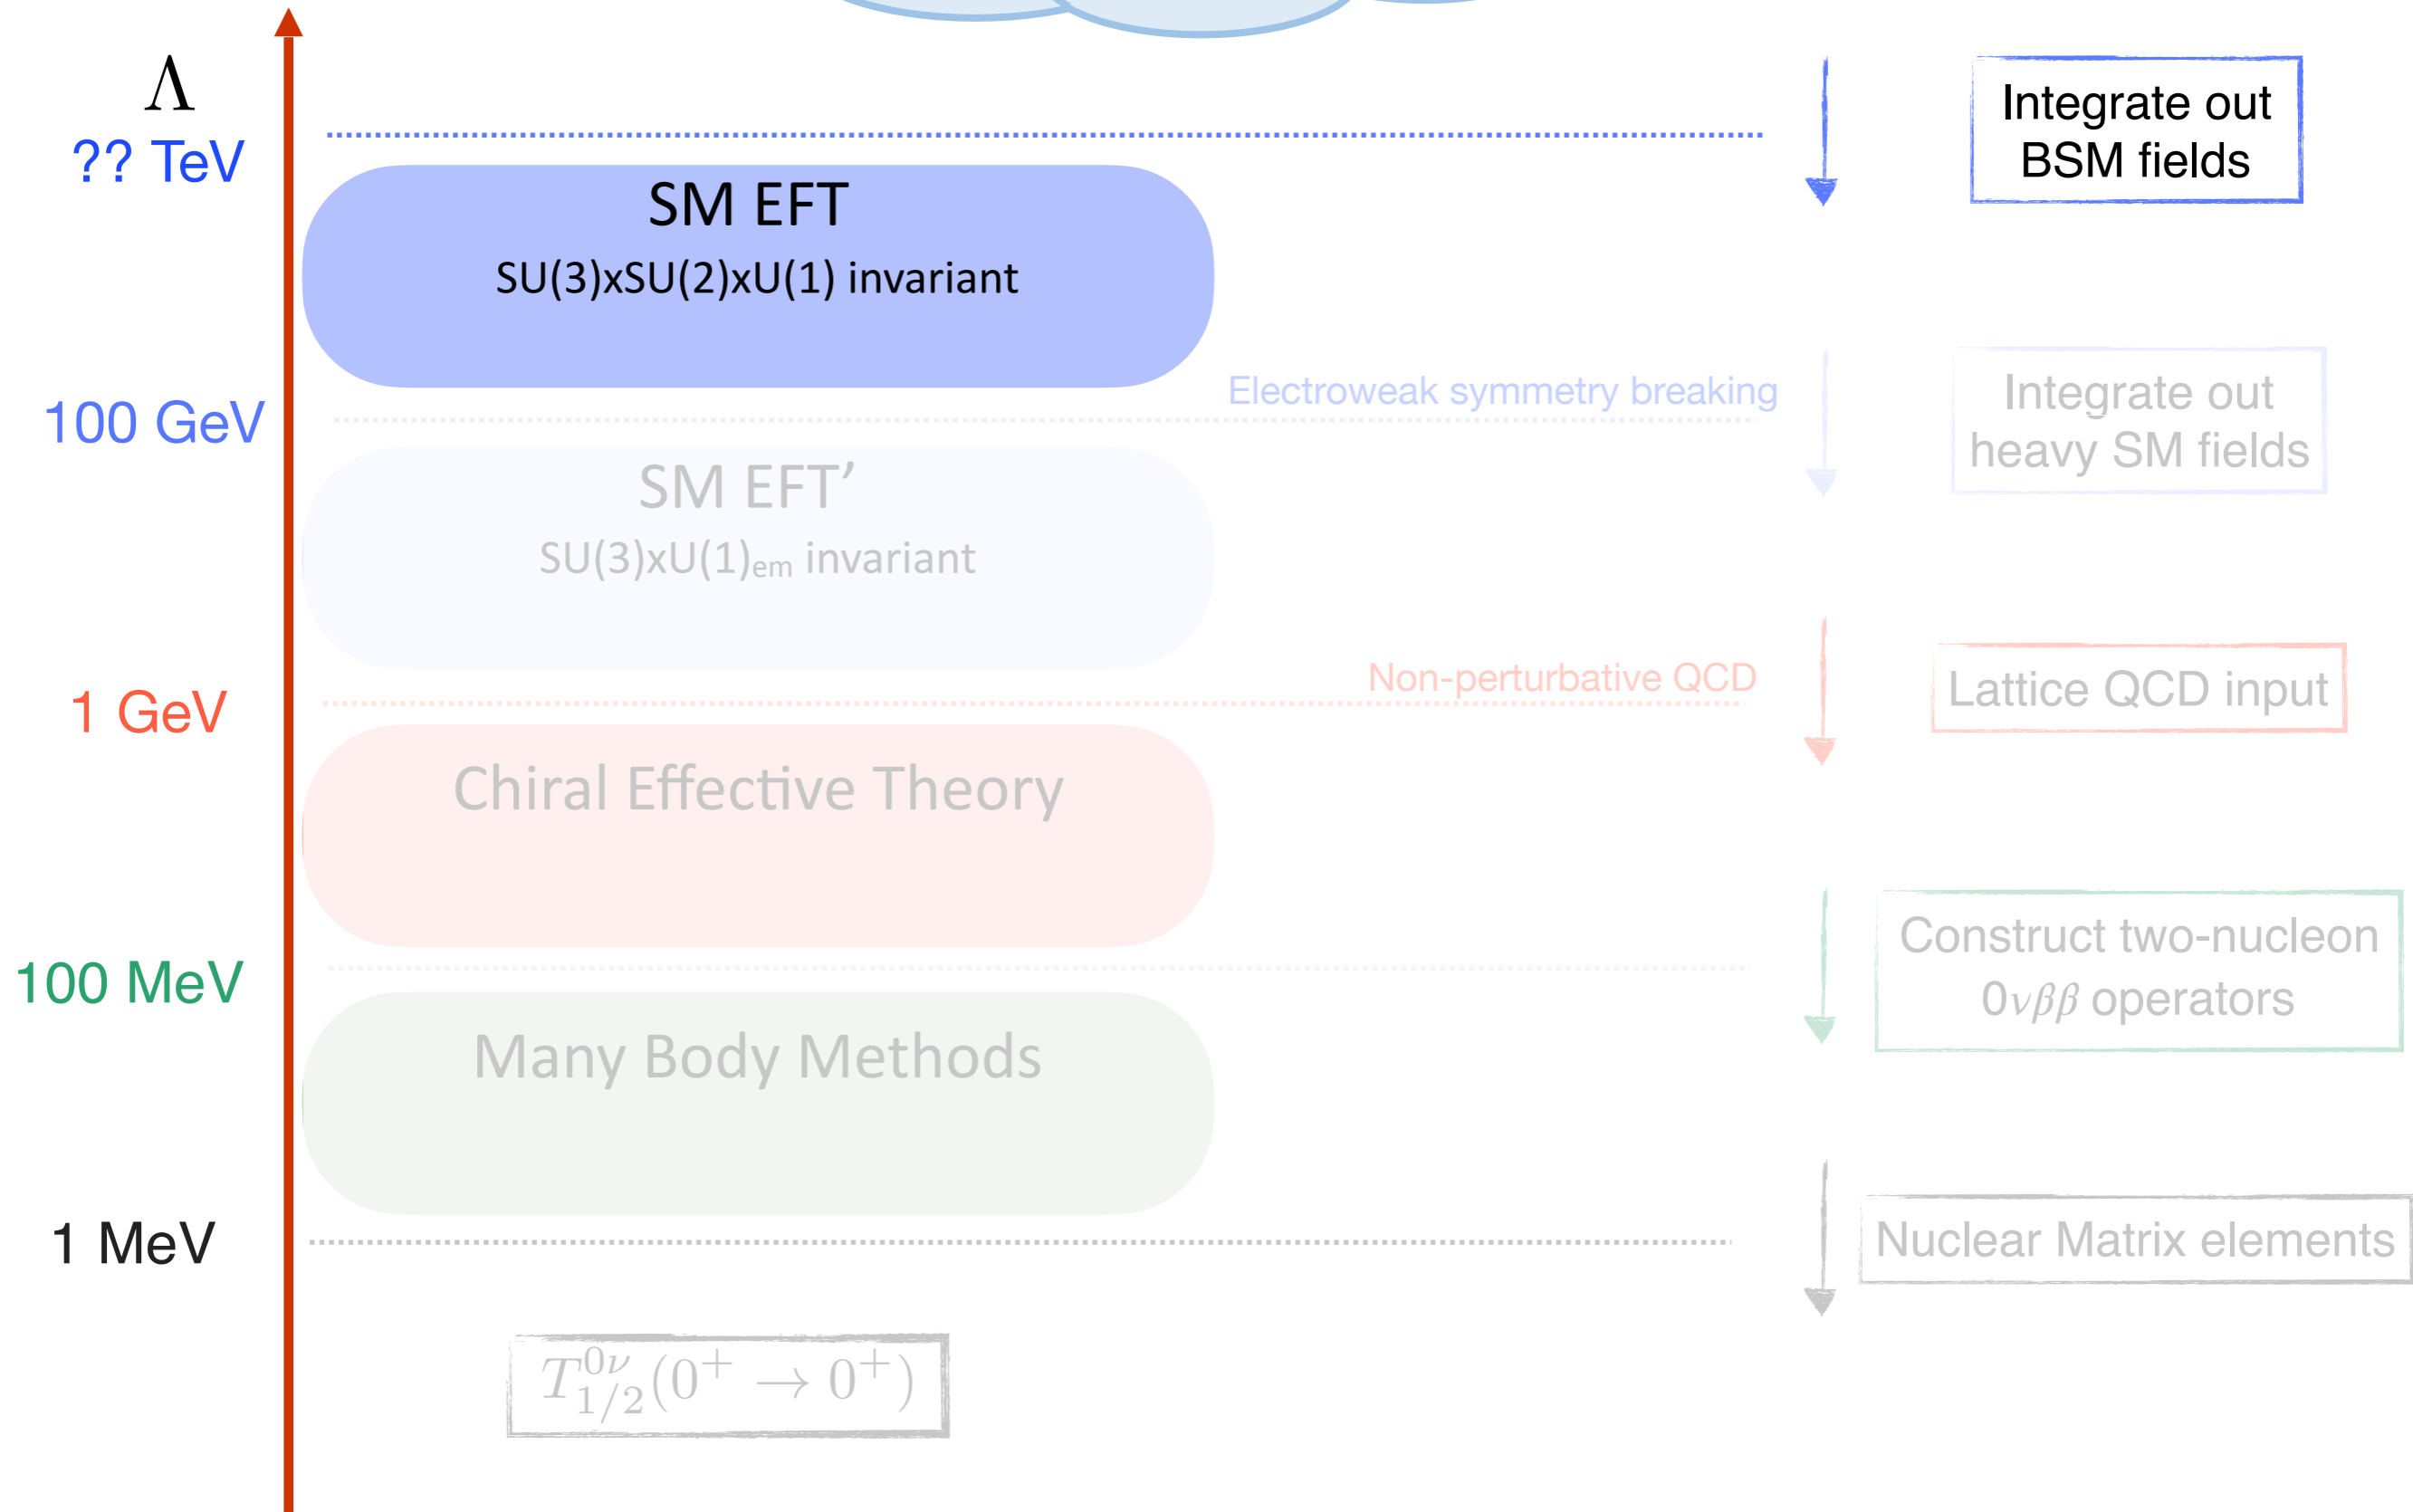 Λ
?? TeV
Integrate out
BSM fields
SM EFT
SU(3)xSU(2)xU(1) invariant
100 GeV
Electroweak symmetry breaking
Integrate out
heavy SM fields
SM EFT’
SU(3)xU(1)em invariant
1 GeV
Non-perturbative QCD
Lattice QCD input
Chiral Effective Theory
100 MeV
Construct two-nucleon
0νββ operators
Many Body Methods
1 MeV
Nuclear Matrix elements
T^{0ν}_{1/2}(0^+ → 0^+)